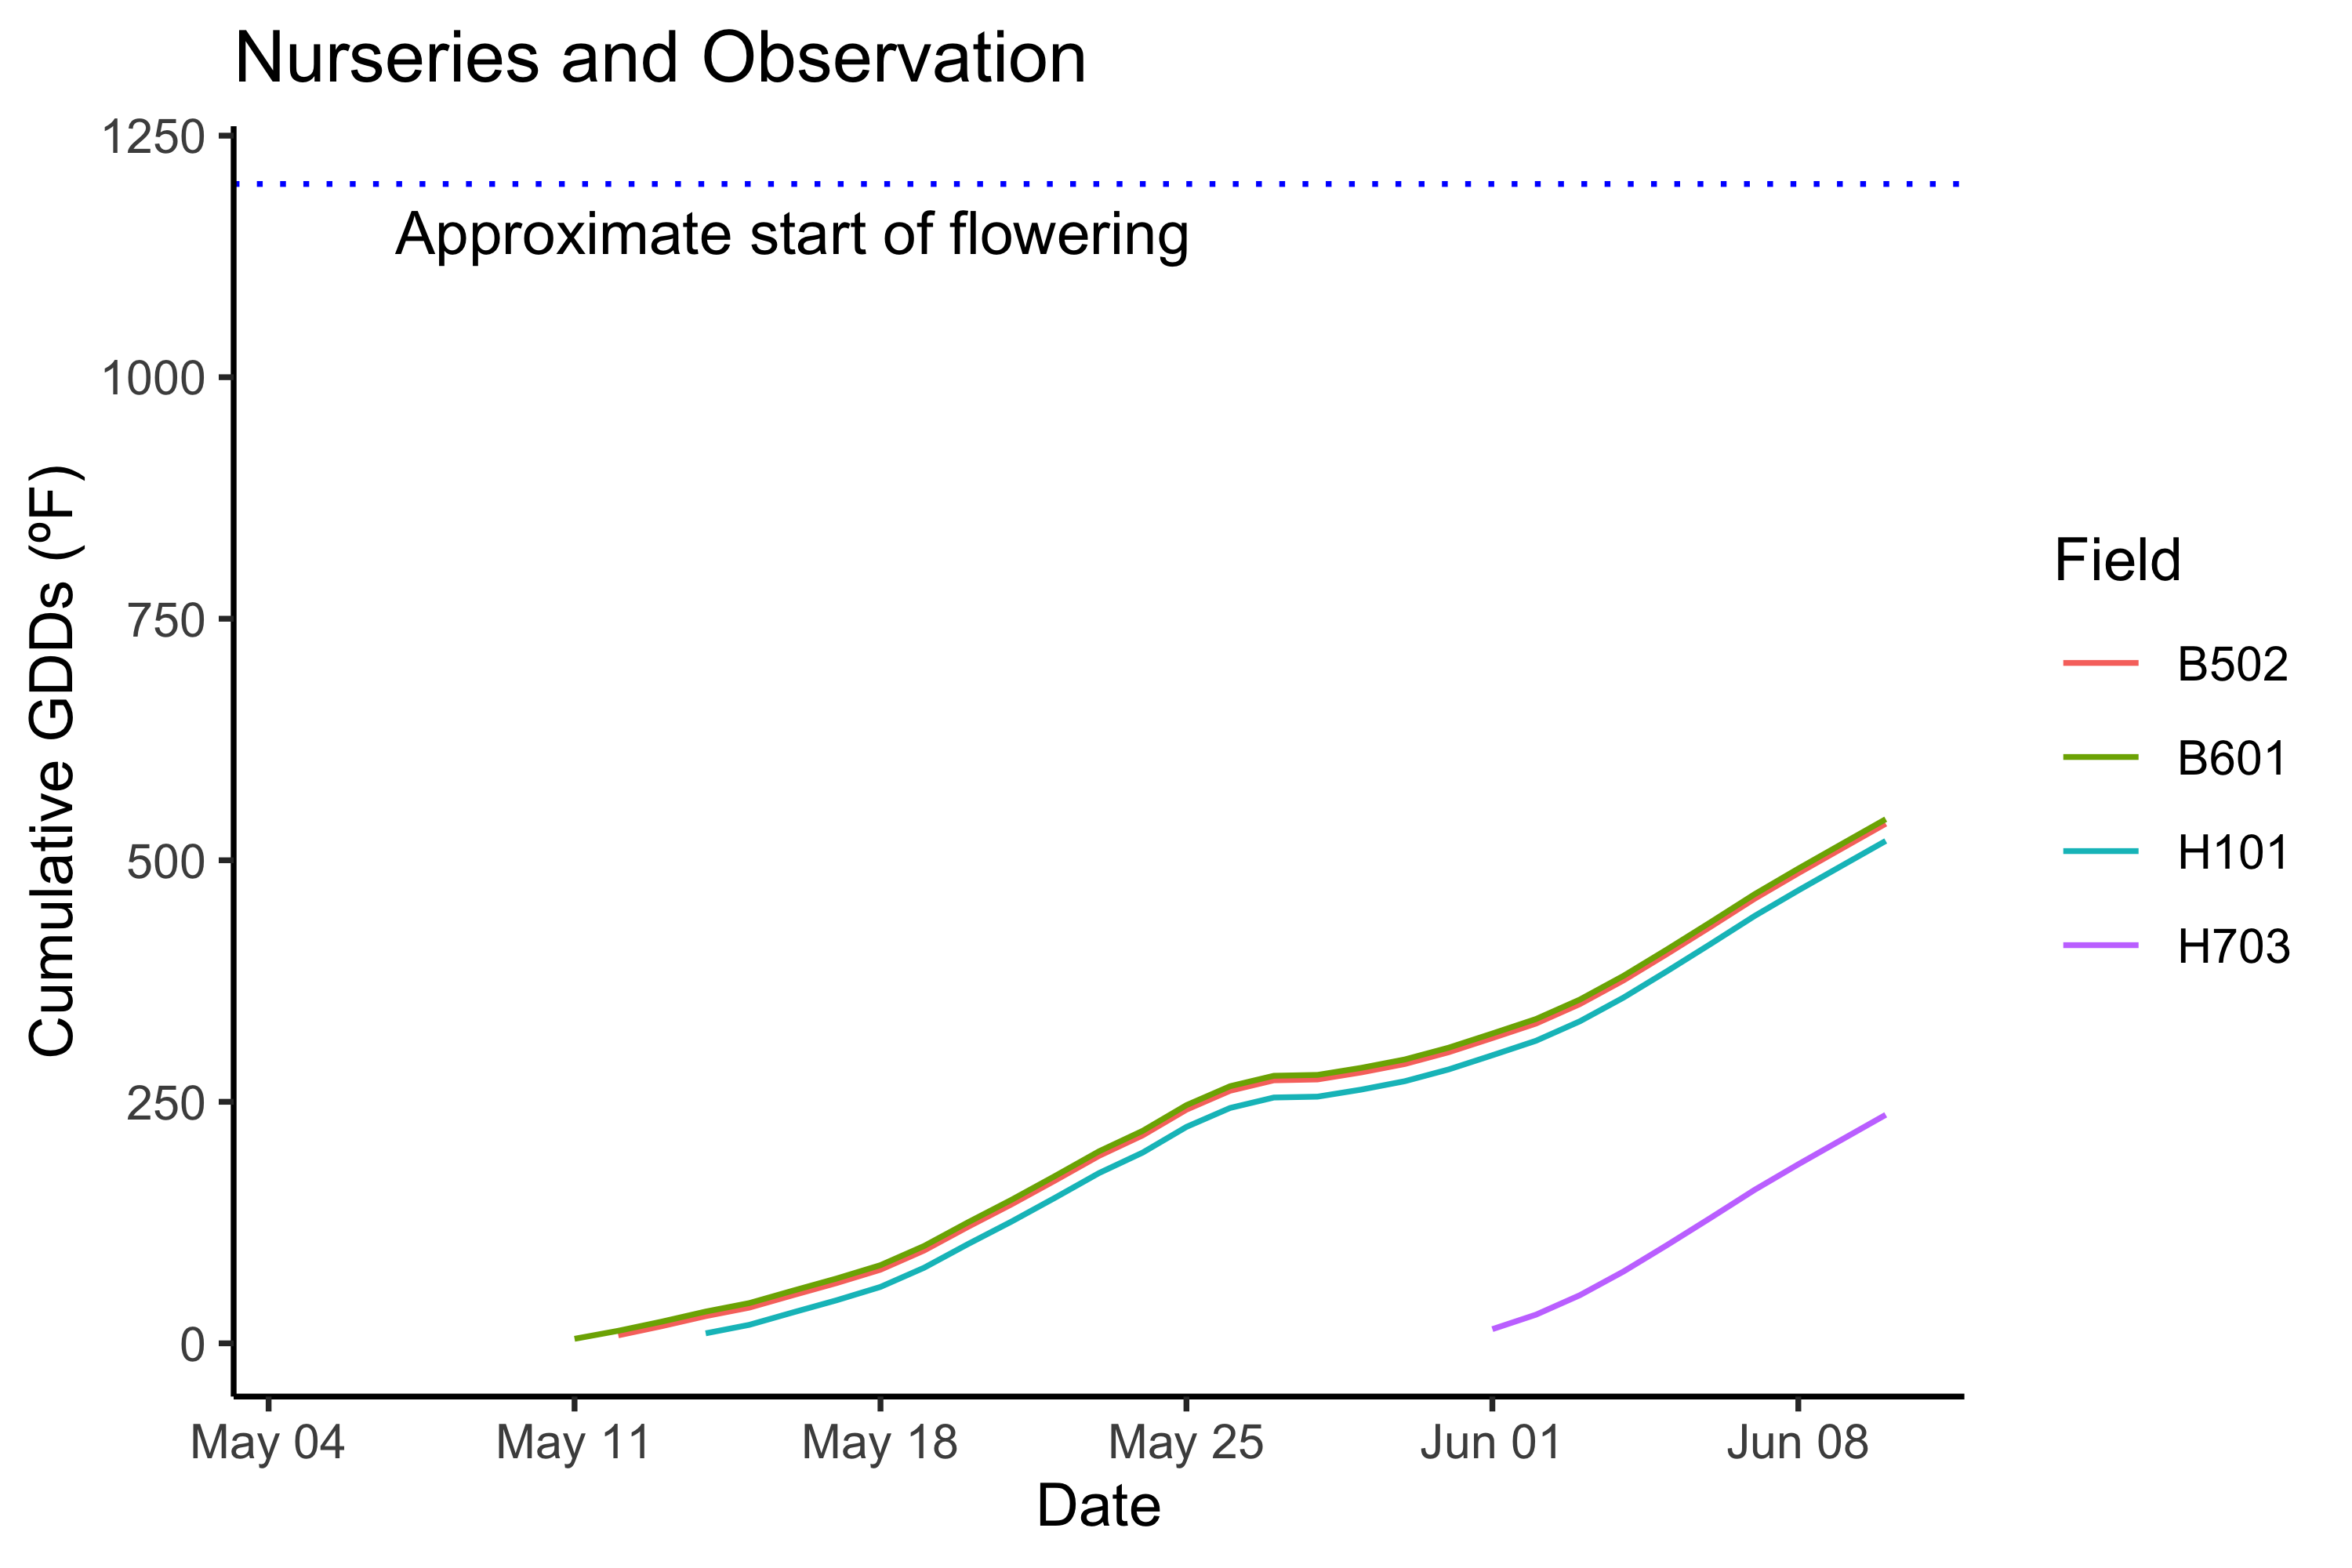 Nurseries and Observation
1250
Approximate start of flowering
1000
750
500
250
0
Cumulative GDDs (ºF)
May 04
May 11
May 18
May 25
Jun 01
Jun 08
Date
Field
B502
B601
H101
H703